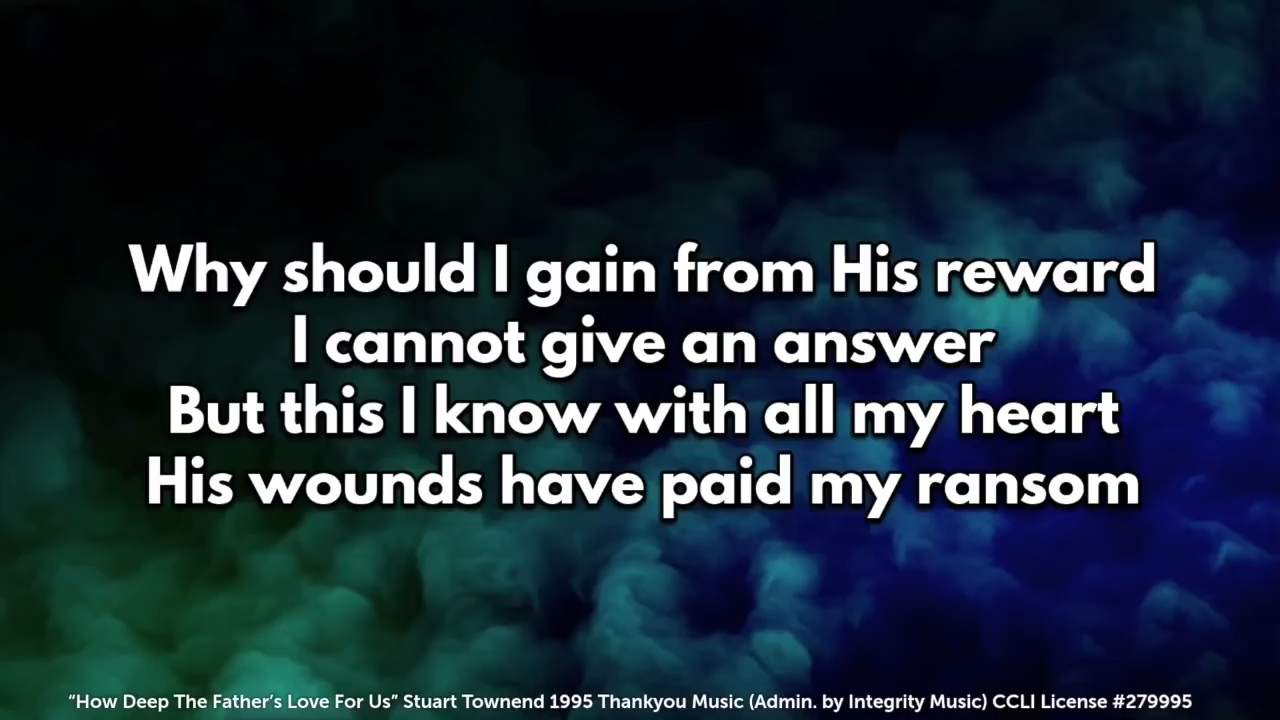 Why should I gain from His reward
I cannot give an answer
But this I know with all my heart
His wounds have paid my ransom
“How Deep The Father’s Love For Us” Stuart Townend 1995 Thankyou Music (Admin. by Integrity Music) CCLI License #279995